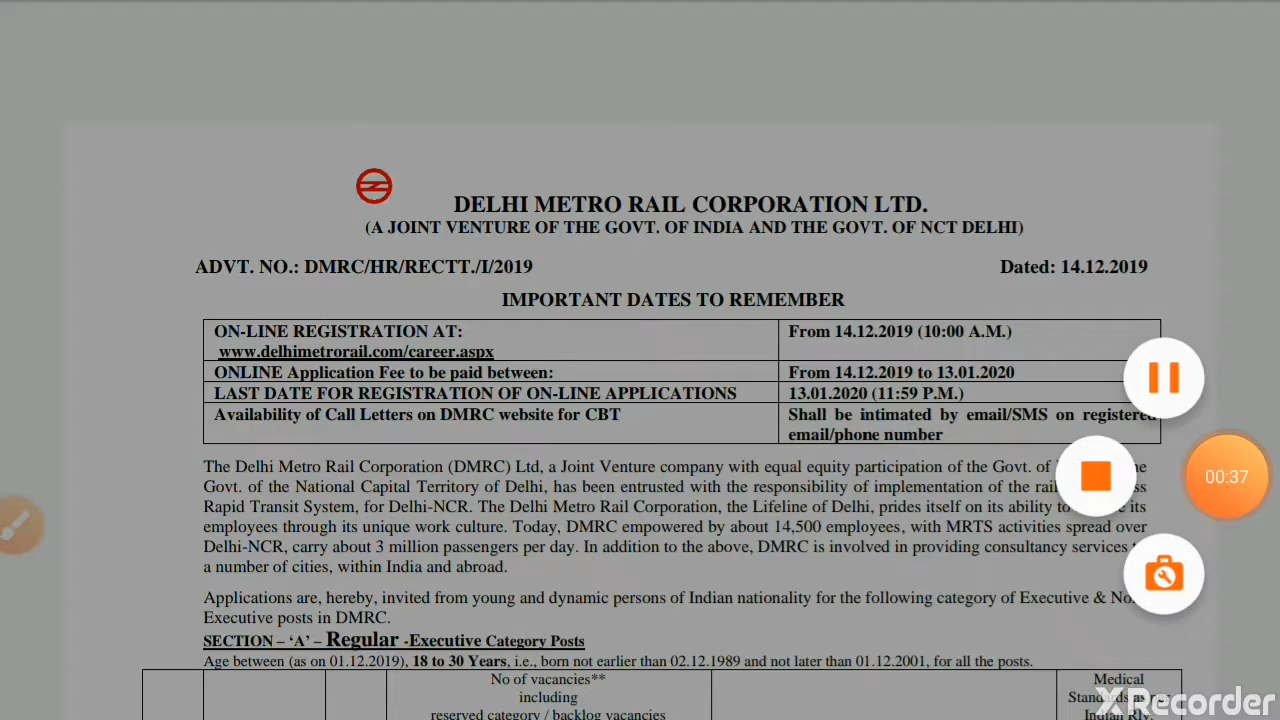 DELHI METRO RAIL CORPORATION LTD.
(A JOINT VENTURE OF THE GOVT. OF INDIA AND THE GOVT. OF NCT DELHI)
ADVT. NO.: DMRC/HR/RECTT./I/2019 Dated: 14.12.2019
IMPORTANT DATES TO REMEMBER
ON-LINE REGISTRATION AT: From 14.12.2019 (10:00 A.M.)
www.delhimetrorail.com/career.aspx
ONLINE Application Fee to be paid between: From 14.12.2019 to 13.01.2020
LAST DATE FOR REGISTRATION OF ON-LINE APPLICATIONS 13.01.2020 (11:59 P.M.)
Availability of Call Letters on DMRC website for CBT Shall be intimated by email/SMS on registered
email/phone number
The Delhi Metro Rail Corporation (DMRC) Ltd, a Joint Venture company with equal equity participation of the Govt. of
Govt. of the National Capital Territory of Delhi, has been entrusted with the responsibility of implementation of the
Rapid Transit System, for Delhi-NCR. The Delhi Metro Rail Corporation, the Lifeline of Delhi, prides itself on its ability to its
employees through its unique work culture. Today, DMRC empowered by about 14,500 employees, with MRTS activities spread over
Delhi-NCR, carry about 3 million passengers per day. In addition to the above, DMRC is involved in providing consultancy services
a number of cities, within India and abroad.
Applications are, hereby, invited from young and dynamic persons of Indian nationality for the following category of Executive &
Executive posts in DMRC.
SECTION – ‘A’ – Regular -Executive Category Posts
Age between (as on 01.12.2019), 18 to 30 Years, i.e., born not earlier than 02.12.1989 and not later than 01.12.2001, for all the posts.
No of vacancies** Medical
including Standards as per
reserved category / backlog vacancies Indian Rly.
00:37
XRecorder